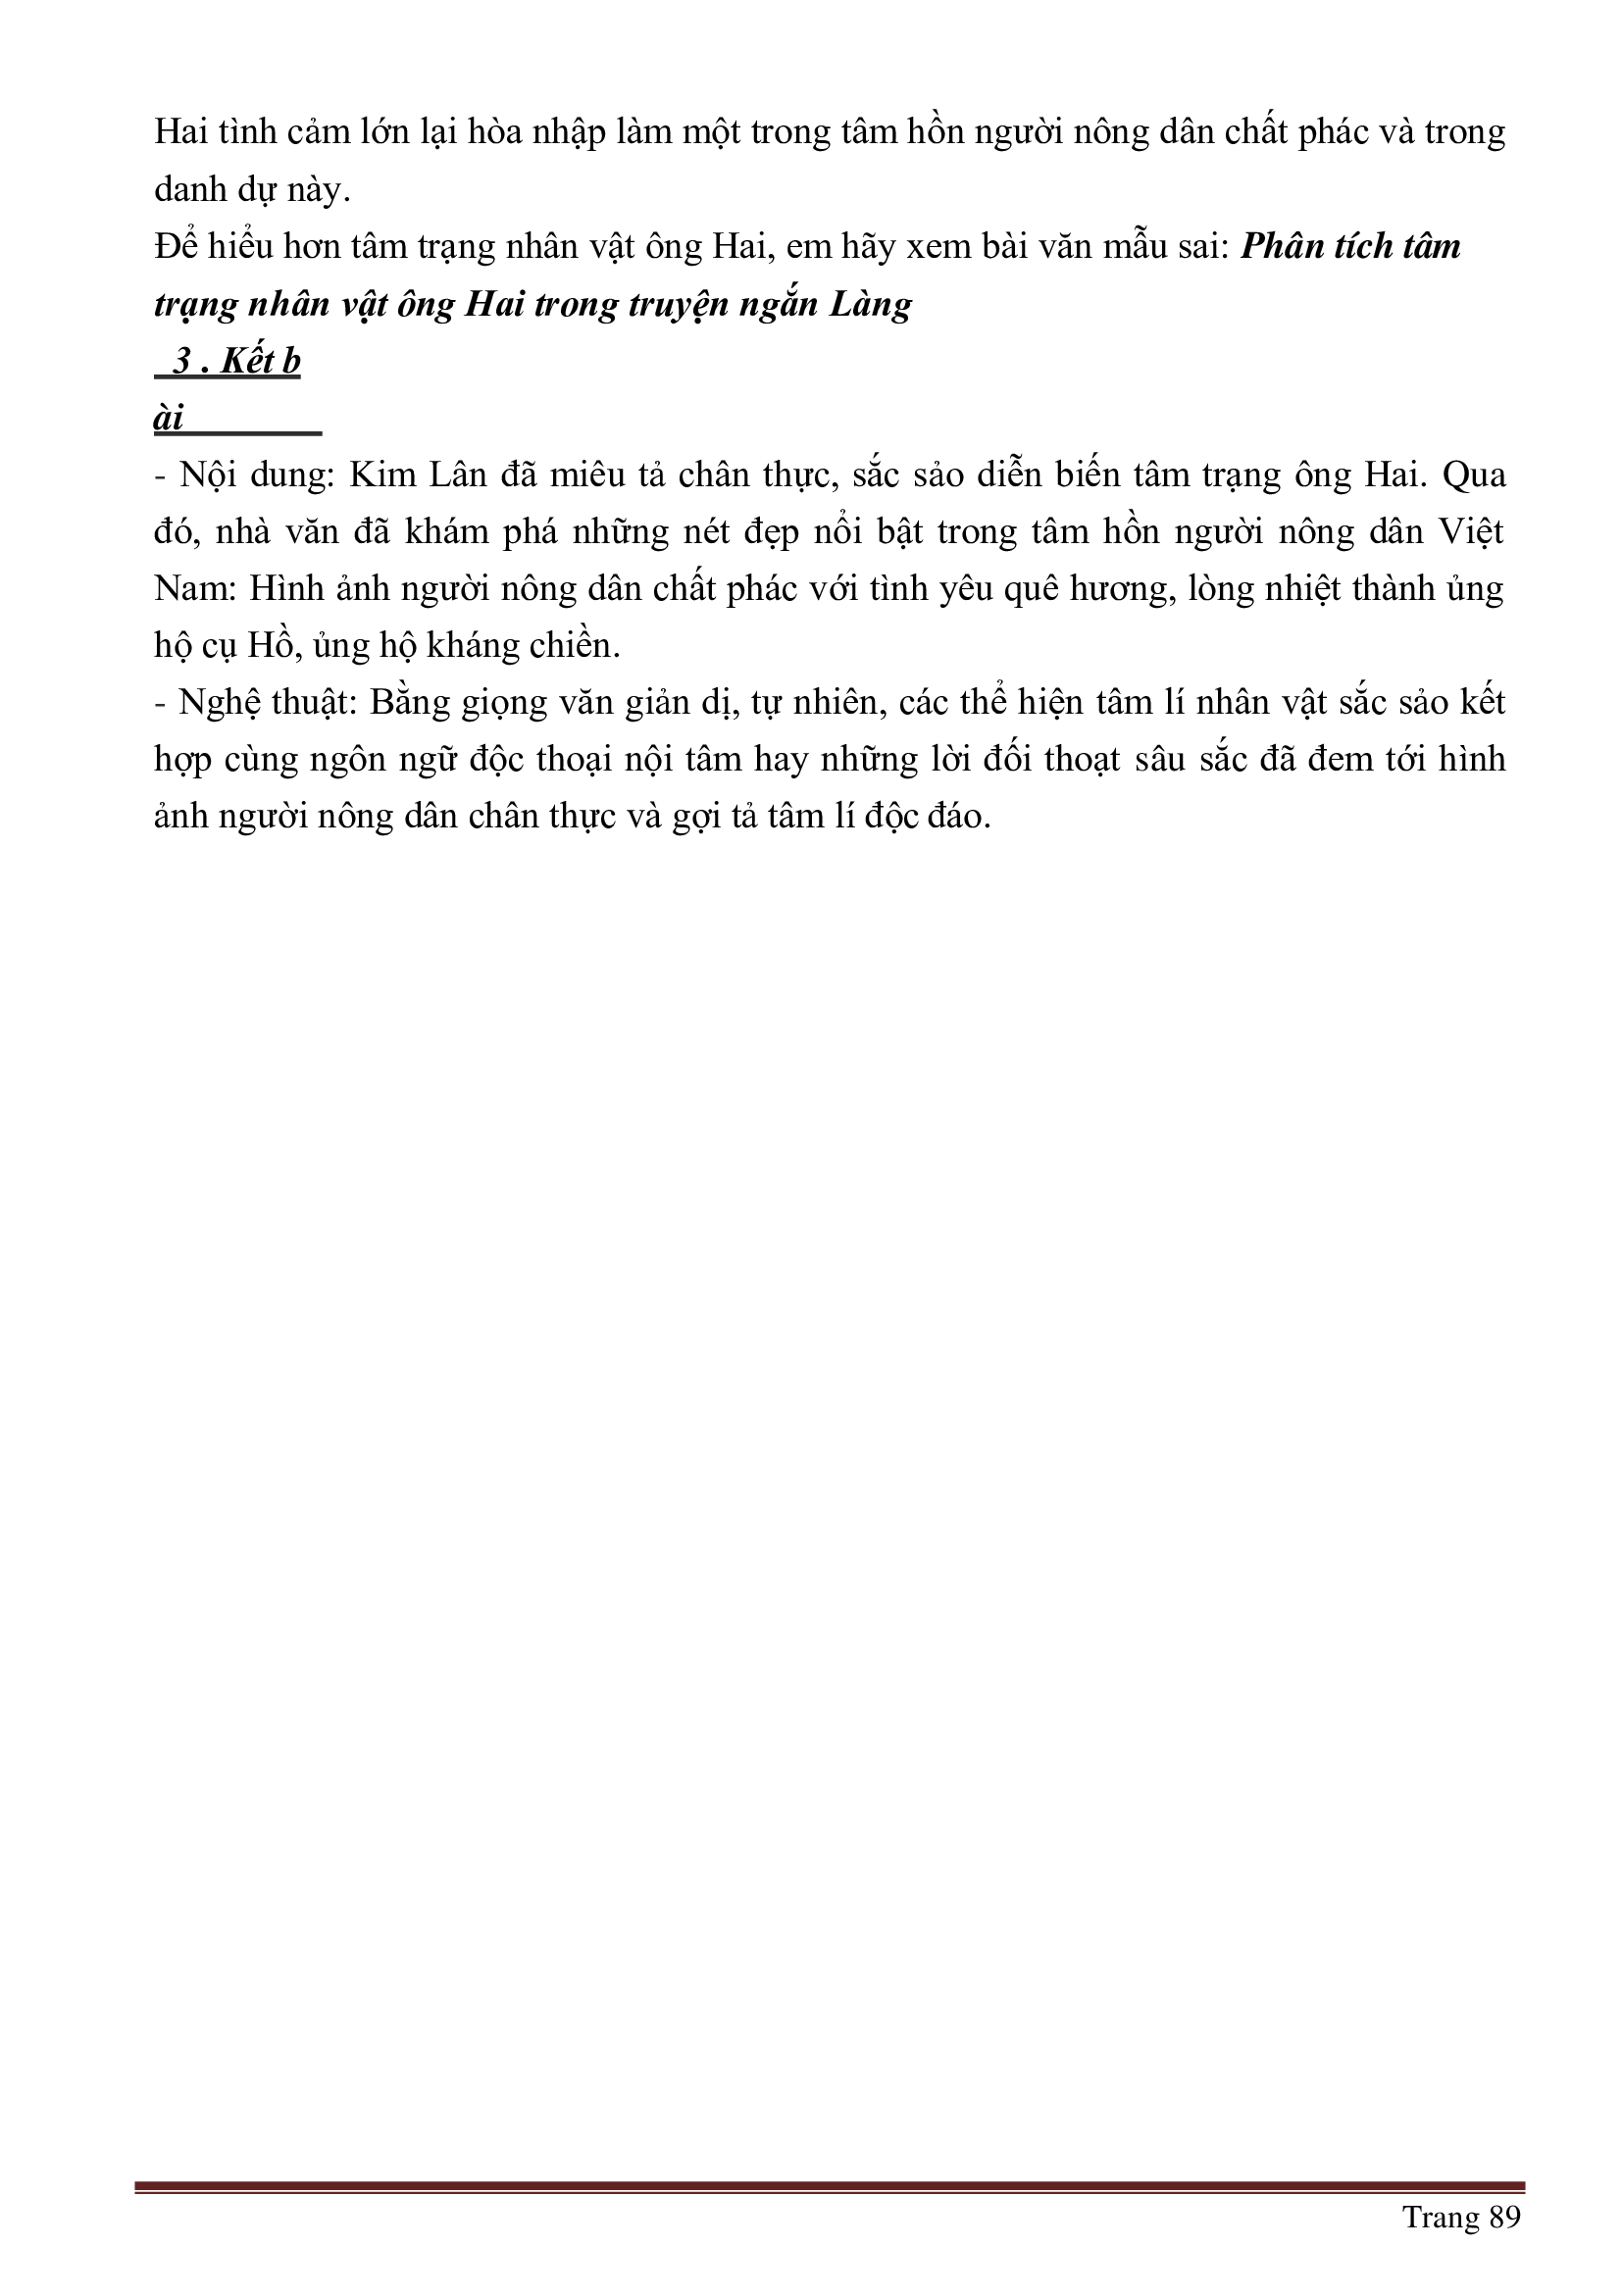 Hai tình cảm lớn lại hòa nhập làm một trong tâm hồn người nông dân chất phác và trong
danh dự này.
Để hiểu hơn tâm trạng nhân vật ông Hai, em hãy xem bài văn mẫu sai: Phân tích tâm
trạng nhân vật ông Hai trong truyện ngắn Làng
3 . Kết b
ài
- Nội dung: Kim Lân đã miêu tả chân thực, sắc sảo diễn biến tâm trạng ông Hai. Qua
đó, nhà văn đã khám phá những nét đẹp nổi bật trong tâm hồn người nông dân Việt
Nam: Hình ảnh người nông dân chất phác với tình yêu quê hương, lòng nhiệt thành ủng
hộ cụ Hồ, ủng hộ kháng chiền.
- Nghệ thuật: Bằng giọng văn giản dị, tự nhiên, các thể hiện tâm lí nhân vật sắc sảo kết
hợp cùng ngôn ngữ độc thoại nội tâm hay những lời đối thoạt sâu sắc đã đem tới hình
ảnh người nông dân chân thực và gợi tả tâm lí độc đáo.
Trang 89